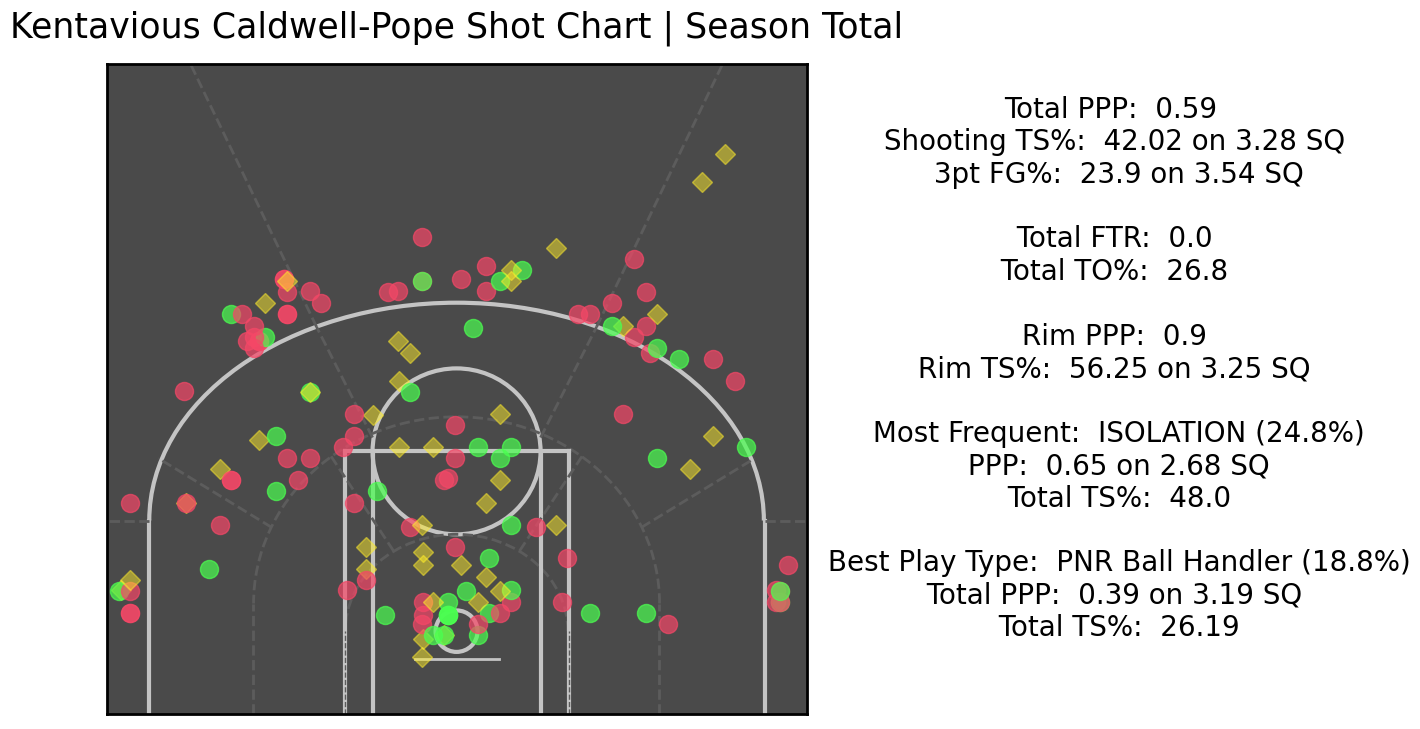 Kentavious Caldwell-Pope Shot Chart | Season Total
Total PPP: 0.59
Shooting TS%: 42.02 on 3.28 SQ
3pt FG%: 23.9 on 3.54 SQ
Total FTR: 0.0
Total TO%: 26.8
Rim PPP: 0.9
Rim TS%: 56.25 on 3.25 SQ
Most Frequent: ISOLATION (24.8%)
PPP: 0.65 on 2.68 SQ
Total TS%: 48.0
Best Play Type: PNR Ball Handler (18.8%)
Total PPP: 0.39 on 3.19 SQ
Total TS%: 26.19